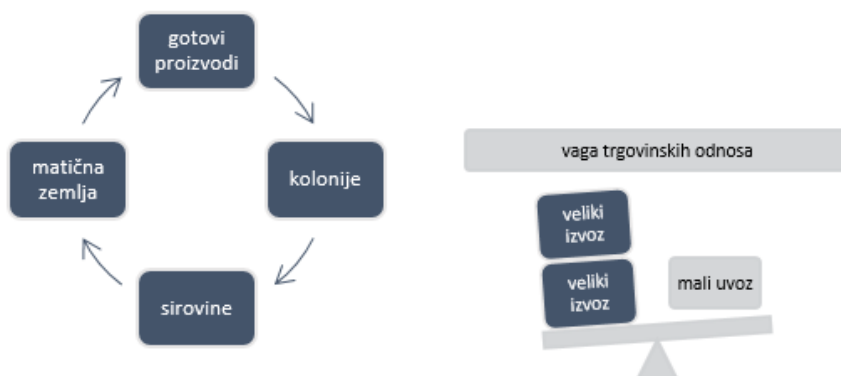 gotovi
proizvodi
matična
zemlja
kolonije
sirovine
vaga trgovinskih odnosa
veliki
izvoz
veliki
izvoz
mali uvoz